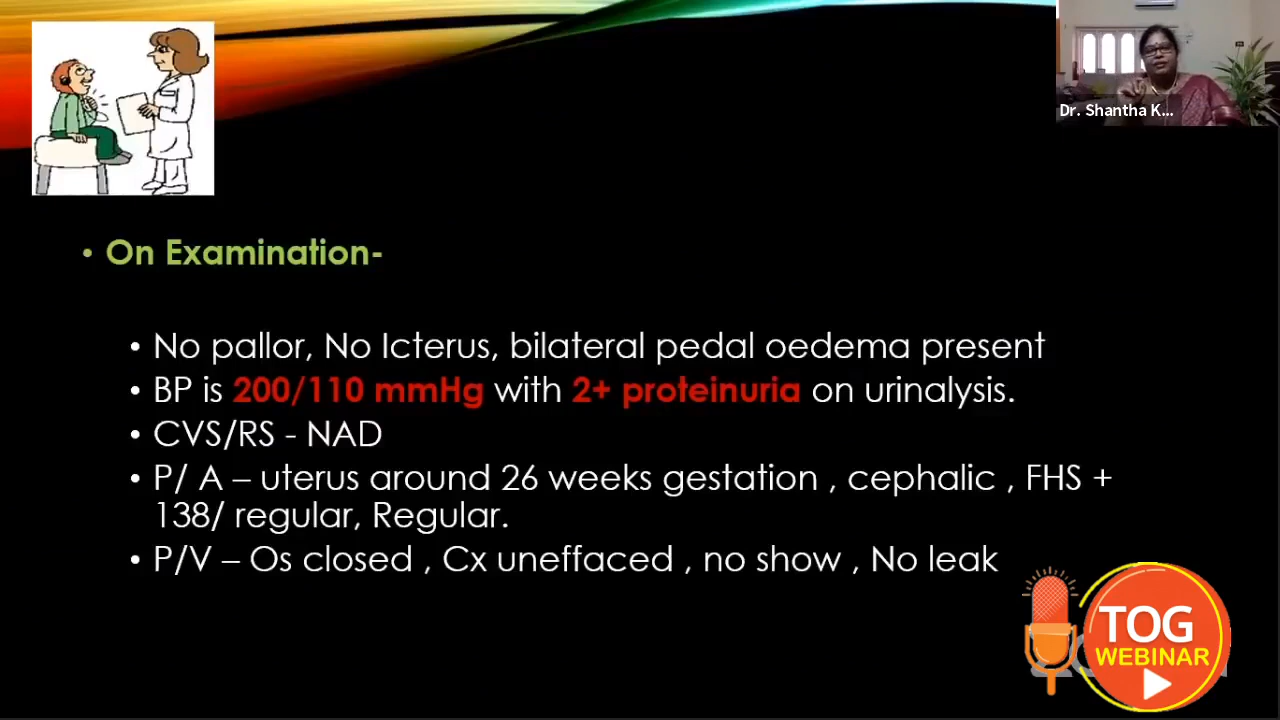 Dr. Shantha K...
• On Examination-
• No pallor, No Icterus, bilateral pedal oedema present
• BP is 200/110 mmHg with 2+ proteinuria on urinalysis.
• CVS/RS - NAD
• P/ A – uterus around 26 weeks gestation , cephalic , FHS +
138/ regular, Regular.
• P/V – Os closed , Cx uneffaced , no show , No leak
TOG
WEBINAR